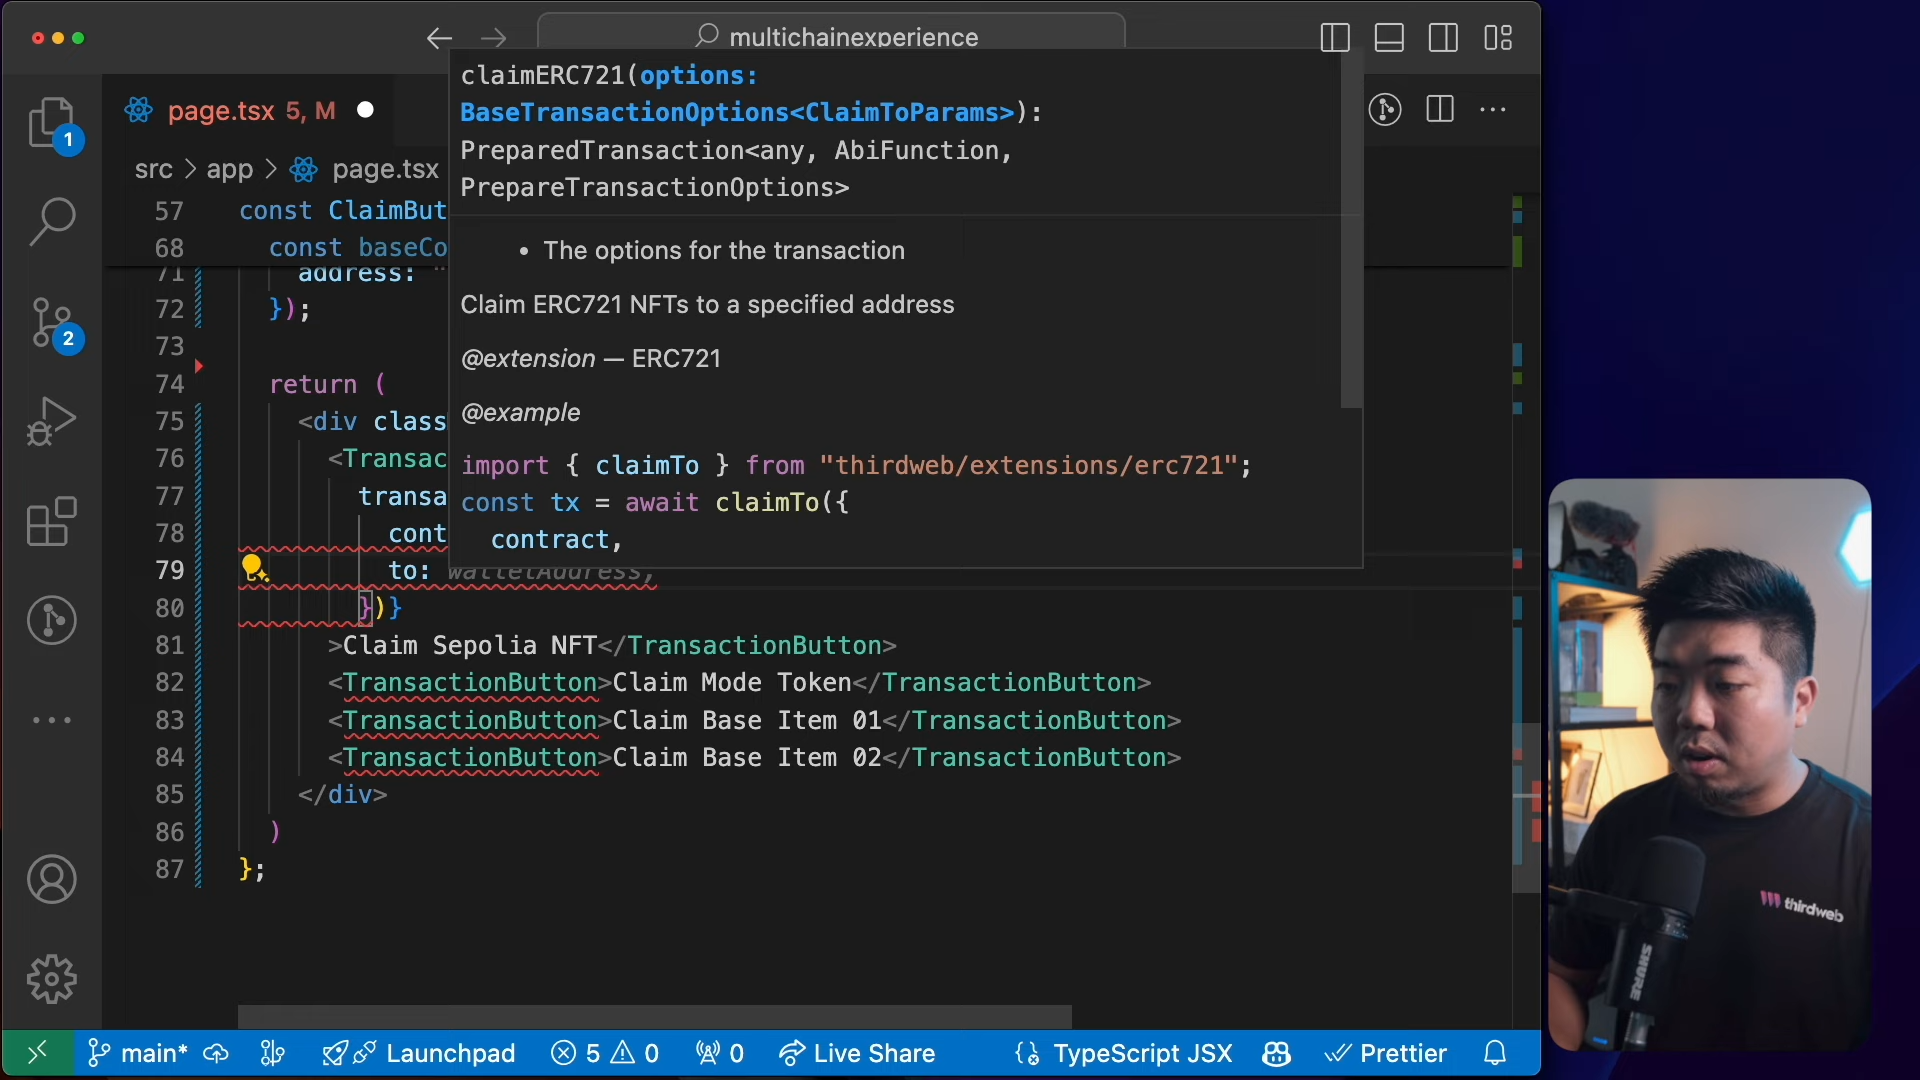 multichainexperience
page.tsx 5, M
src > app > page.tsx
claimERC721(options:
BaseTransactionOptions<ClaimToParams>):
PreparedTransaction<any, AbiFunction,
PrepareTransactionOptions>
• The options for the transaction
Claim ERC721 NFTs to a specified address
@extension — ERC721
@example
import { claimTo } from "thirdweb/extensions/erc721";
const tx = await claimTo({
contract,
57 const ClaimBut
68 const baseCo
71 address: "
72 });
73
74 return (
75 <div class
76 <Transac
77 transa
78 cont
79 to: walletAddress,
80 })}
81 >Claim Sepolia NFT</TransactionButton>
82 <TransactionButton>Claim Mode Token</TransactionButton>
83 <TransactionButton>Claim Base Item 01</TransactionButton>
84 <TransactionButton>Claim Base Item 02</TransactionButton>
85 </div>
86 )
87 };
1
2
main* Launchpad 5 0 0 Live Share TypeScript JSX Prettier
thirdweb
SHURE